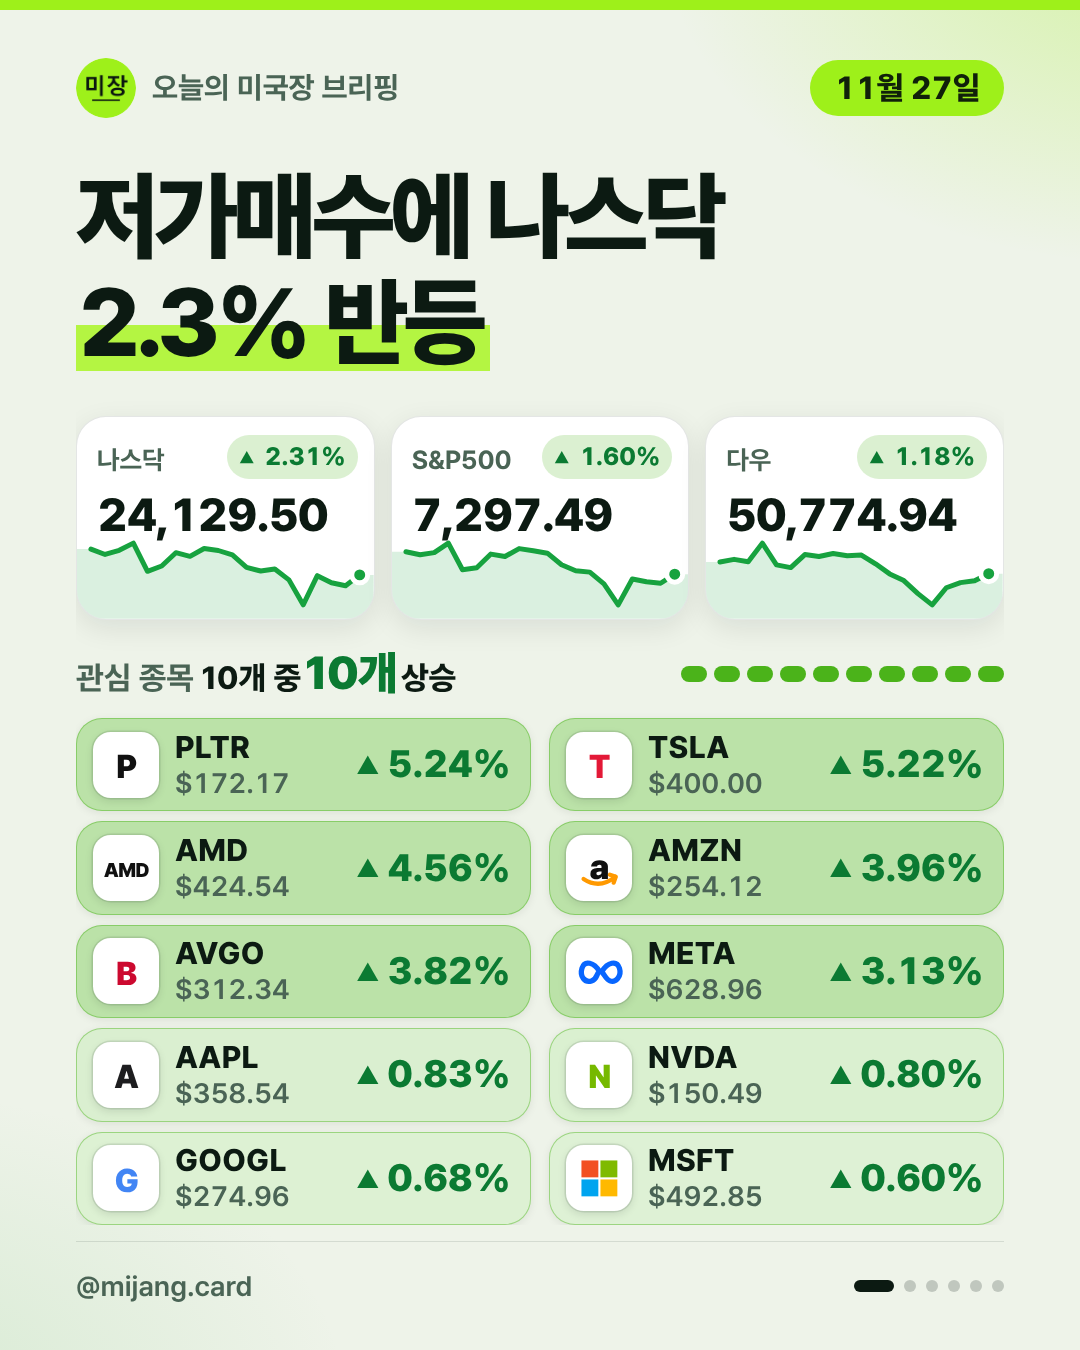 미장 오늘의 미국장 브리핑
11월 27일
저가매수에 나스닥
2.3% 반등
나스닥 ▲ 2.31%
24,129.50
S&P500 ▲ 1.60%
7,297.49
다우 ▲ 1.18%
50,774.94
관심 종목 10개 중 10개 상승
P PLTR
$172.17
▲ 5.24%
T TSLA
$400.00
▲ 5.22%
AMD AMD
$424.54
▲ 4.56%
a AMZN
$254.12
▲ 3.96%
B AVGO
$312.34
▲ 3.82%
META
$628.96
▲ 3.13%
A AAPL
$358.54
▲ 0.83%
N NVDA
$150.49
▲ 0.80%
G GOOGL
$274.96
▲ 0.68%
MSFT
$492.85
▲ 0.60%
@mijang.card